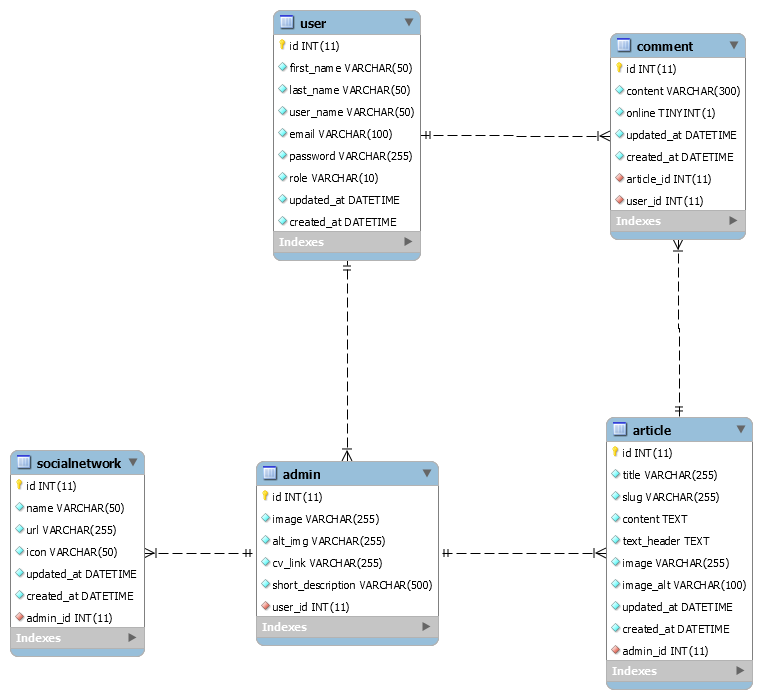 user
id INT(11)
first_name VARCHAR(50)
last_name VARCHAR(50)
user_name VARCHAR(50)
email VARCHAR(100)
password VARCHAR(255)
role VARCHAR(10)
updated_at DATETIME
created_at DATETIME
Indexes
comment
id INT(11)
content VARCHAR(300)
online TINYINT(1)
updated_at DATETIME
created_at DATETIME
article_id INT(11)
user_id INT(11)
Indexes
socialnetwork
id INT(11)
name VARCHAR(50)
url VARCHAR(255)
icon VARCHAR(50)
updated_at DATETIME
created_at DATETIME
admin_id INT(11)
Indexes
admin
id INT(11)
image VARCHAR(255)
alt_img VARCHAR(255)
cv_link VARCHAR(255)
short_description VARCHAR(500)
user_id INT(11)
Indexes
article
id INT(11)
title VARCHAR(255)
slug VARCHAR(255)
content TEXT
text_header TEXT
image VARCHAR(255)
image_alt VARCHAR(100)
updated_at DATETIME
created_at DATETIME
admin_id INT(11)
Indexes